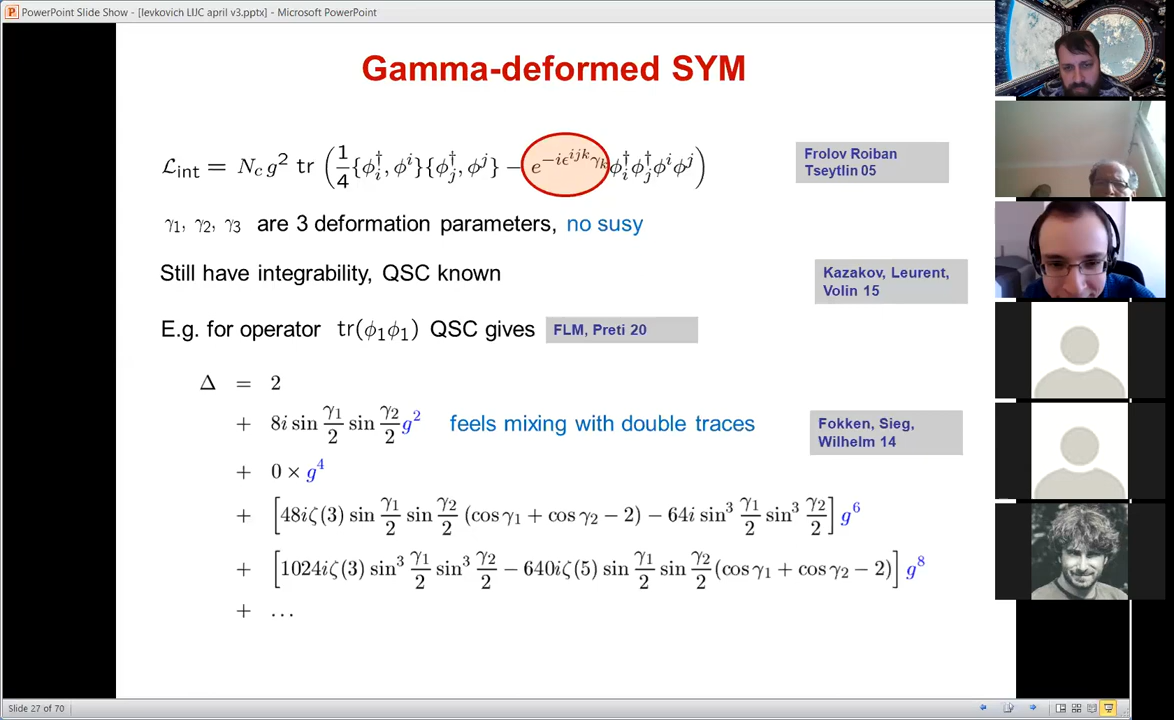 PowerPoint Slide Show - [levkovich LIJC april v3.pptx] - Microsoft PowerPoint
Gamma-deformed SYM
𝓛_int = N_c g² tr (1/4 {φ_i^†, φ^i}{φ_j^†, φ^j} − e^{−iε^{ijk}γ_k} φ_i^† φ_j^† φ^i φ^j)
Frolov Roiban
Tseytlin 05
γ₁, γ₂, γ₃ are 3 deformation parameters, no susy
Still have integrability, QSC known
Kazakov, Leurent,
Volin 15
E.g. for operator tr(φ₁φ₁) QSC gives
FLM, Preti 20
Δ = 2
+ 8i sin γ₁/2 sin γ₂/2 g² feels mixing with double traces
Fokken, Sieg,
Wilhelm 14
+ 0 × g⁴
+ [48iζ(3) sin γ₁/2 sin γ₂/2 (cos γ₁ + cos γ₂ − 2) − 64i sin³ γ₁/2 sin³ γ₂/2] g⁶
+ [1024iζ(3) sin³ γ₁/2 sin³ γ₂/2 − 640iζ(5) sin γ₁/2 sin γ₂/2 (cos γ₁ + cos γ₂ − 2)] g⁸
+ ...
Slide 27 of 70